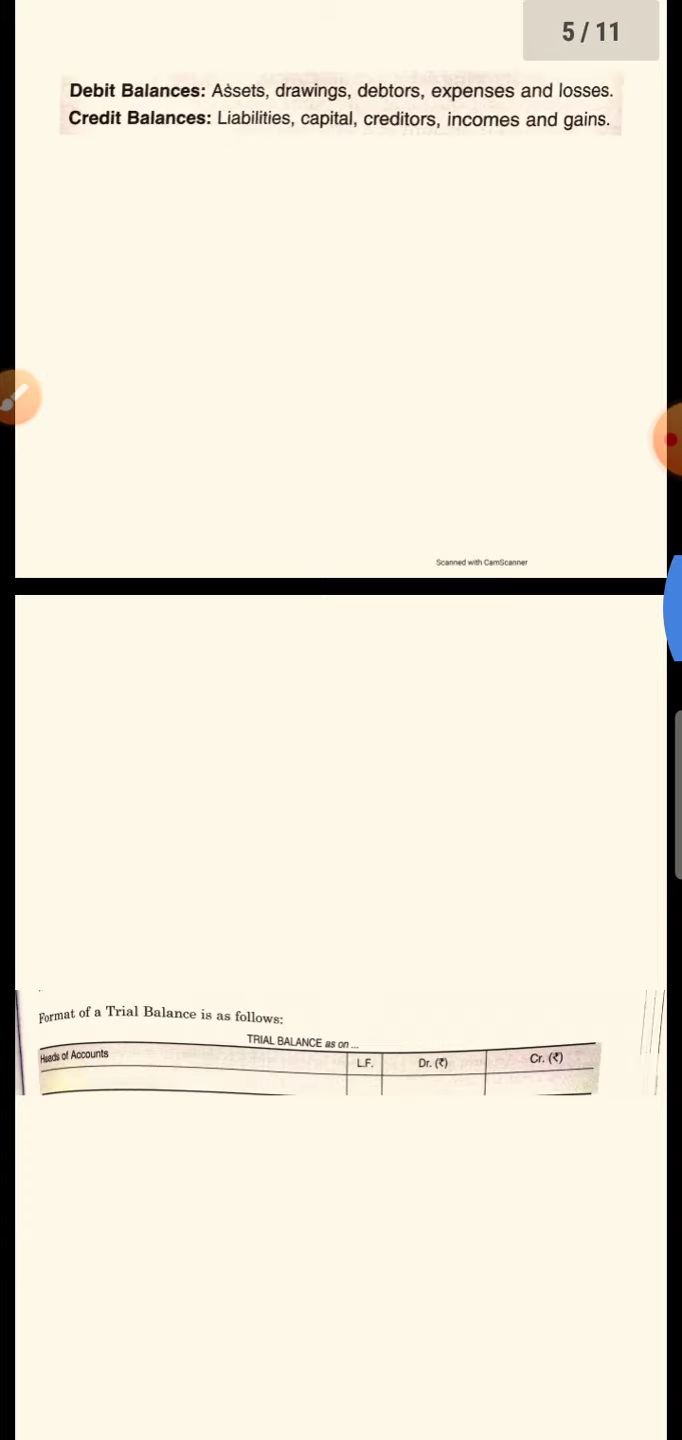 5 / 11
Debit Balances: Assets, drawings, debtors, expenses and losses.
Credit Balances: Liabilities, capital, creditors, incomes and gains.
Scanned with CamScanner
Format of a Trial Balance is as follows:
TRIAL BALANCE as on ...
Heads of Accounts L.F. Dr. (₹) Cr. (₹)